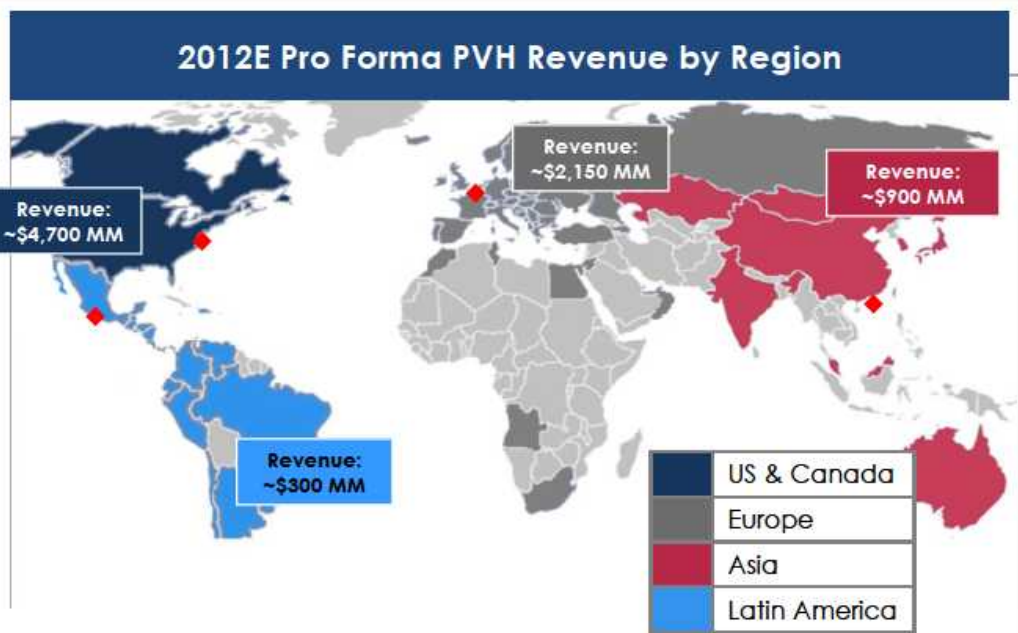 2012E Pro Forma PVH Revenue by Region
Revenue:
~$2,150 MM
Revenue:
~$900 MM
Revenue:
~$4,700 MM
Revenue:
~$300 MM
US & Canada
Europe
Asia
Latin America